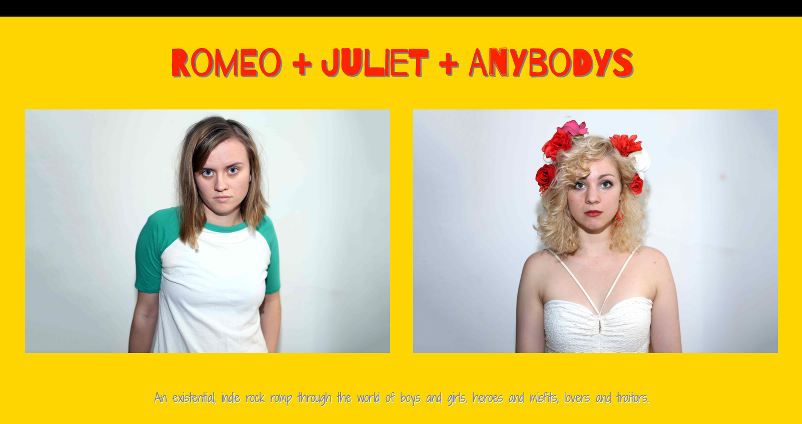 ROMEO + JULIET + ANYBODYS
An existential, indie rock romp through the world of boys and girls, heroes and misfits, lovers and traitors.